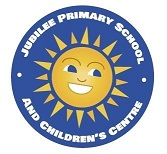 JUBILEE PRIMARY SCHOOL
AND CHILDREN'S CENTRE